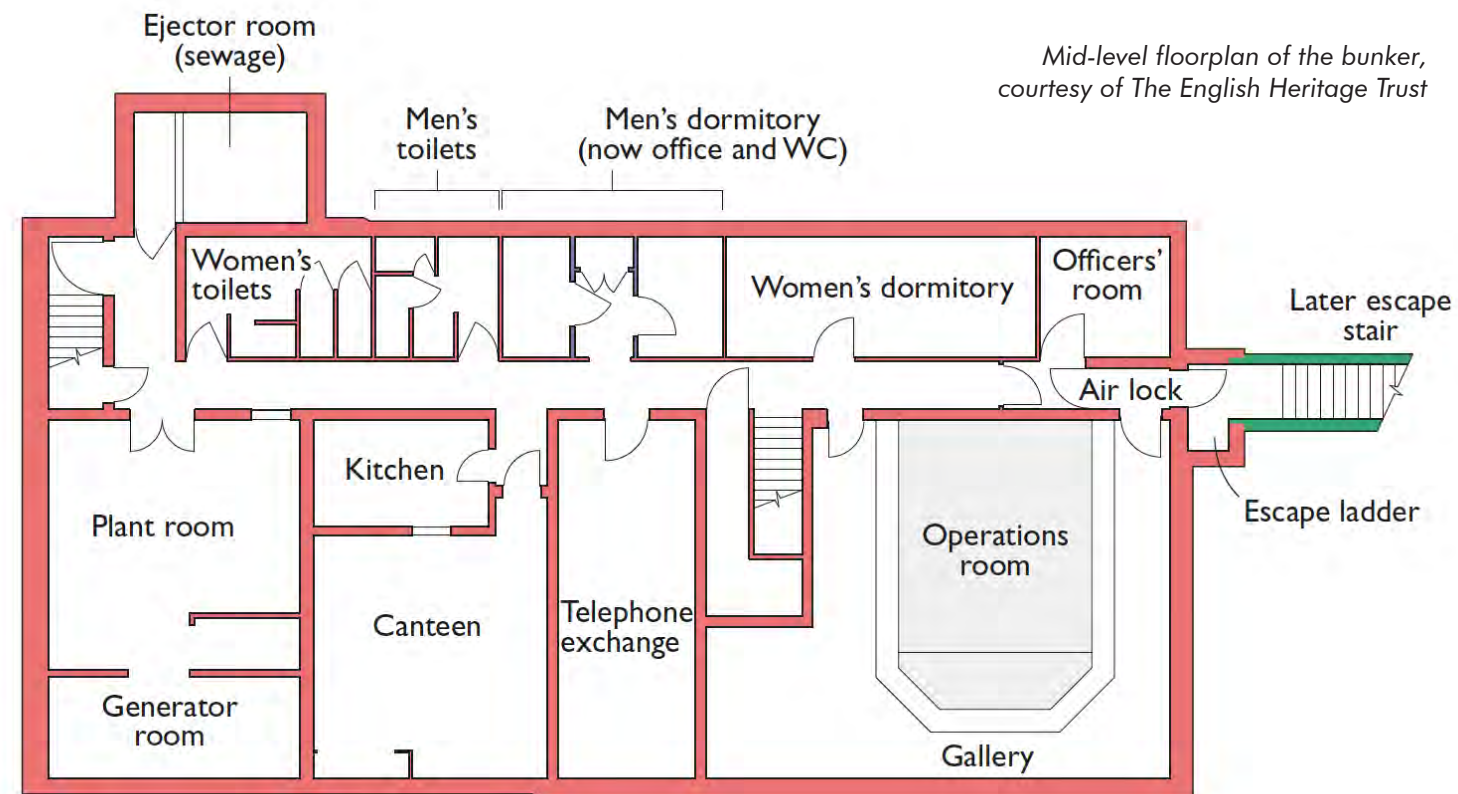 Ejector room
(sewage)
Mid-level floorplan of the bunker,
courtesy of The English Heritage Trust
Men's
toilets
Men's dormitory
(now office and WC)
Women's
toilets
Women's dormitory
Officers'
room
Later escape
stair
Air lock
Kitchen
Escape ladder
Plant room
Operations
room
Canteen
Telephone
exchange
Generator
room
Gallery